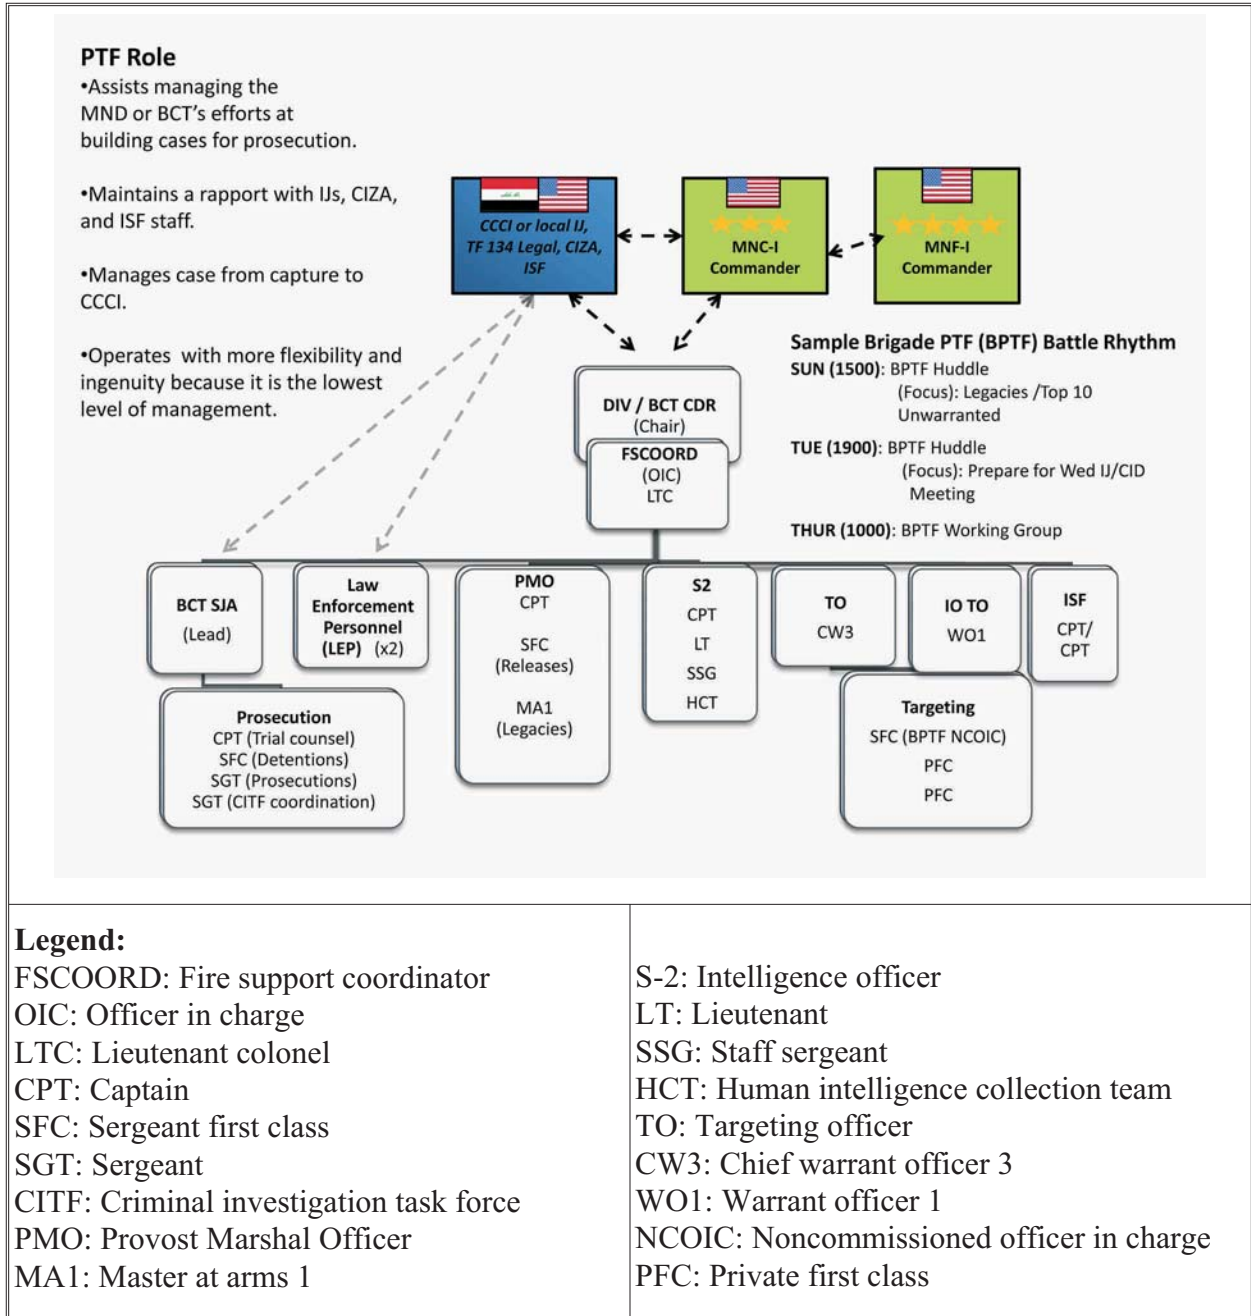 PTF Role
•Assists managing the
MND or BCT's efforts at
building cases for prosecution.
•Maintains a rapport with IJs, CIZA,
and ISF staff.
•Manages case from capture to
CCCI.
•Operates with more flexibility and
ingenuity because it is the lowest
level of management.
CCCI or local IJ,
TF 134 Legal, CIZA,
ISF
MNC-I
Commander
MNF-I
Commander
Sample Brigade PTF (BPTF) Battle Rhythm
SUN (1500): BPTF Huddle
(Focus): Legacies /Top 10
Unwarranted
TUE (1900): BPTF Huddle
(Focus): Prepare for Wed IJ/CID
Meeting
THUR (1000): BPTF Working Group
DIV / BCT CDR
(Chair)
FSCOORD
(OIC)
LTC
BCT SJA
(Lead)
Law
Enforcement
Personnel
(LEP) (x2)
PMO
CPT
SFC
(Releases)
MA1
(Legacies)
S2
CPT
LT
SSG
HCT
TO
CW3
IO TO
WO1
ISF
CPT/
CPT
Prosecution
CPT (Trial counsel)
SFC (Detentions)
SGT (Prosecutions)
SGT (CITF coordination)
Targeting
SFC (BPTF NCOIC)
PFC
PFC
Legend:
FSCOORD: Fire support coordinator
OIC: Officer in charge
LTC: Lieutenant colonel
CPT: Captain
SFC: Sergeant first class
SGT: Sergeant
CITF: Criminal investigation task force
PMO: Provost Marshal Officer
MA1: Master at arms 1
S-2: Intelligence officer
LT: Lieutenant
SSG: Staff sergeant
HCT: Human intelligence collection team
TO: Targeting officer
CW3: Chief warrant officer 3
WO1: Warrant officer 1
NCOIC: Noncommissioned officer in charge
PFC: Private first class